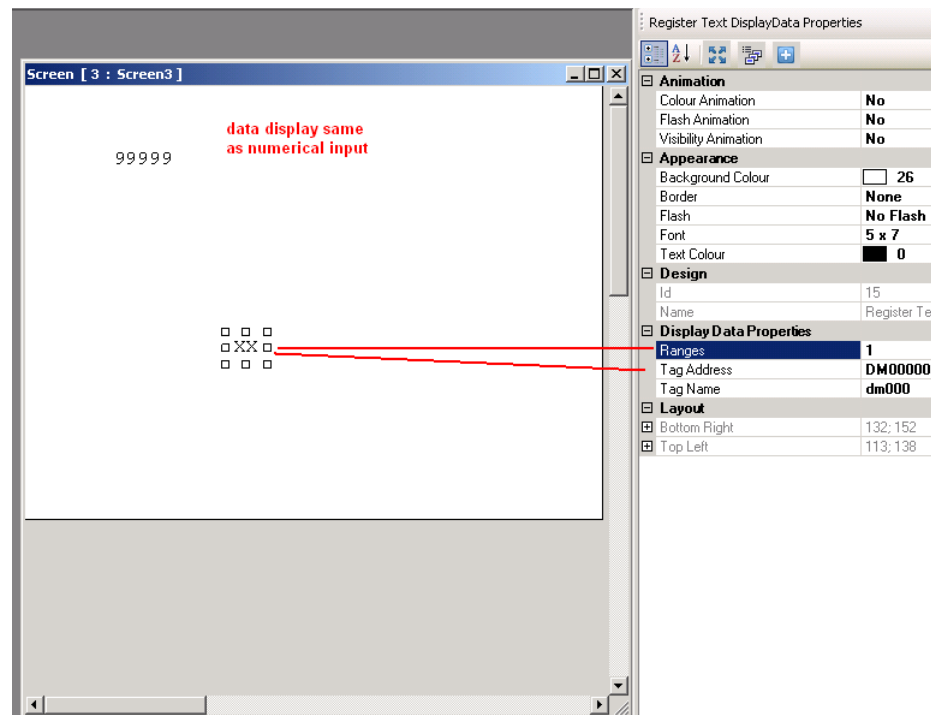 Register Text DisplayData Properties
Screen [ 3 : Screen3 ]
data display same
as numerical input
99999
XX
Animation
Colour Animation No
Flash Animation No
Visibility Animation No
Appearance
Background Colour 26
Border None
Flash No Flash
Font 5 x 7
Text Colour 0
Design
Id 15
Name Register Te
Display Data Properties
Ranges 1
Tag Address DM00000
Tag Name dm000
Layout
Bottom Right 132; 152
Top Left 113; 138